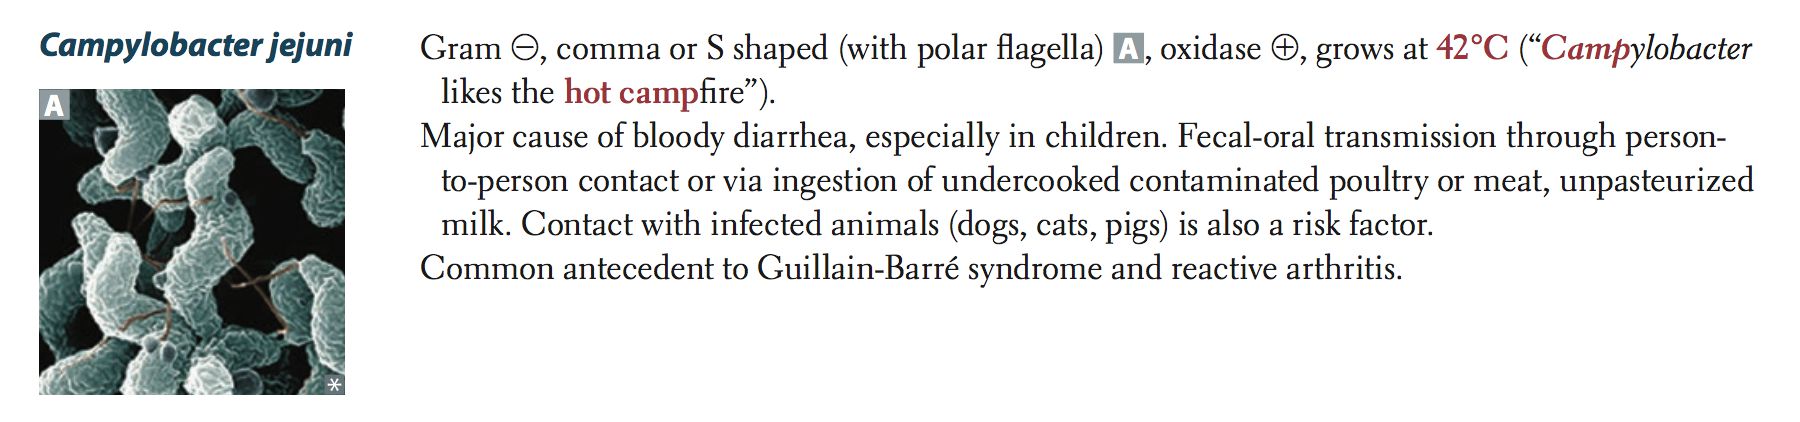 Campylobacter jejuni
Gram ⊖, comma or S shaped (with polar flagella) A, oxidase ⊕, grows at 42°C (“Campylobacter
likes the hot campfire”).
Major cause of bloody diarrhea, especially in children. Fecal-oral transmission through person-
to-person contact or via ingestion of undercooked contaminated poultry or meat, unpasteurized
milk. Contact with infected animals (dogs, cats, pigs) is also a risk factor.
Common antecedent to Guillain-Barré syndrome and reactive arthritis.
A
*